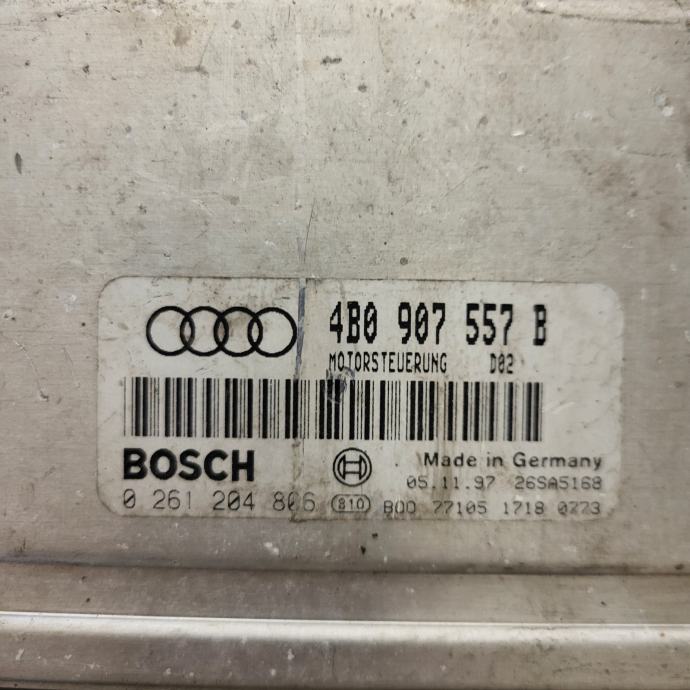 4B0 907 557 B
MOTORSTEUERUNG D02
BOSCH
Made in Germany
05.11.97 26SA5168
0 261 204 806 810 B00 77105 1718 0773